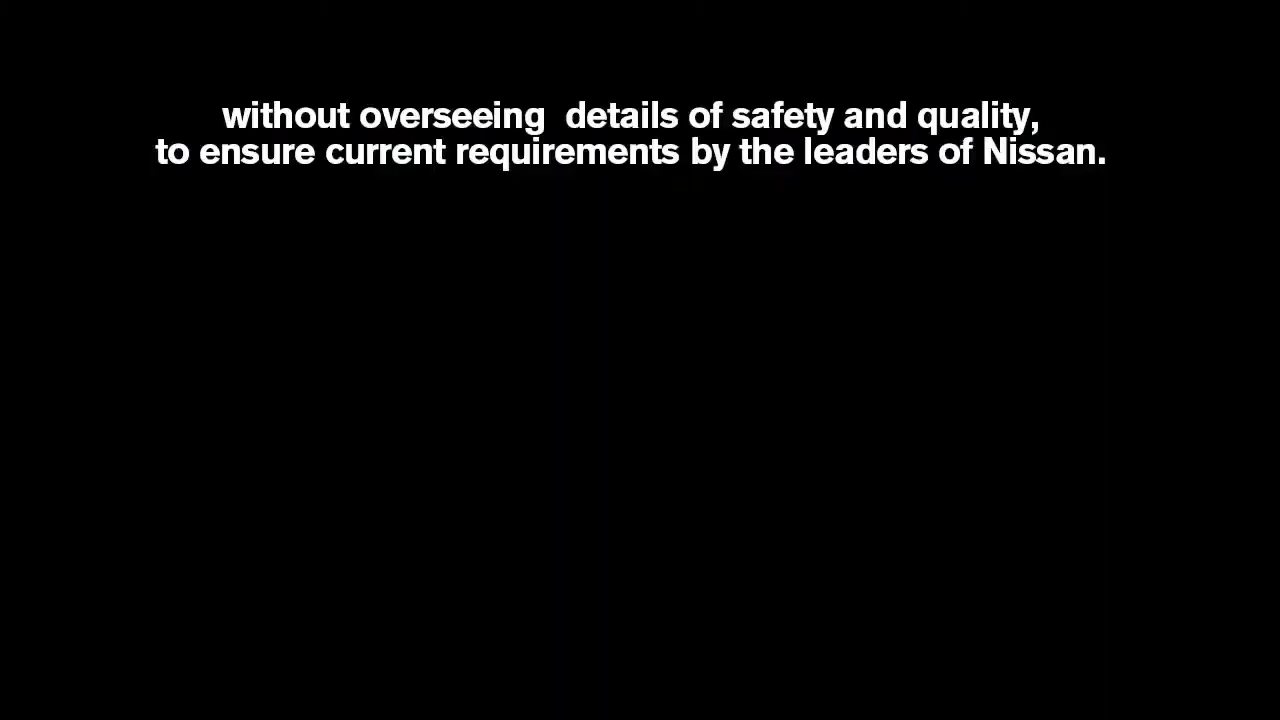 without overseeing  details of safety and quality,
to ensure current requirements by the leaders of Nissan.